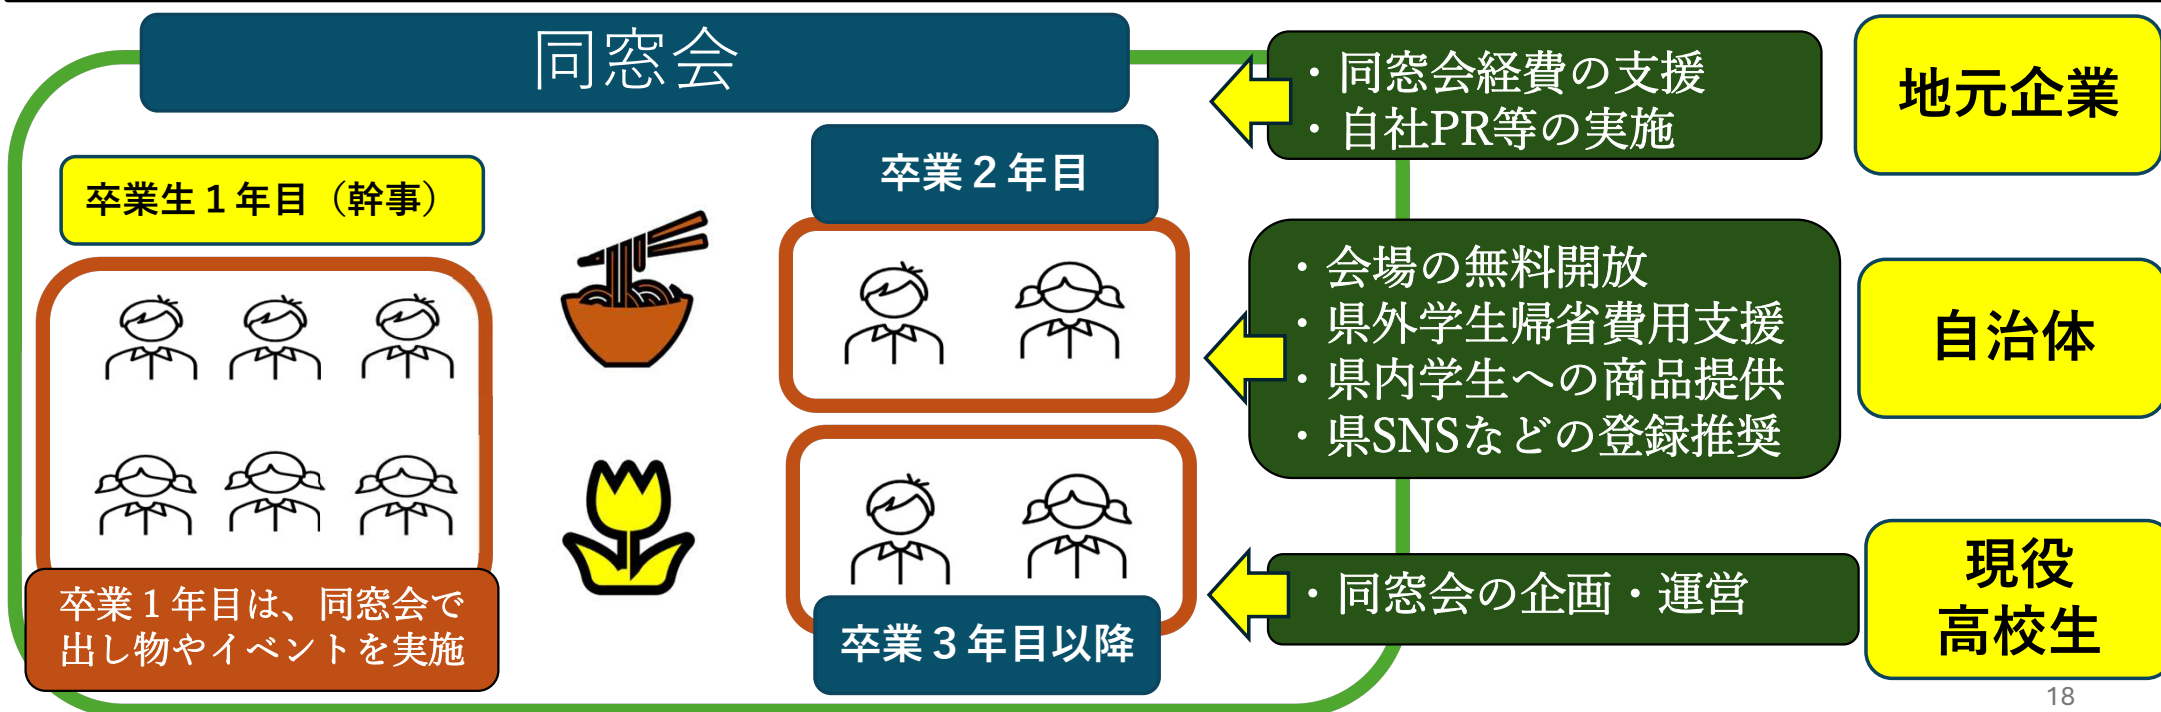 同窓会
卒業生１年目（幹事）
卒業１年目は、同窓会で
出し物やイベントを実施
卒業２年目
卒業３年目以降
・同窓会経費の支援
・自社PR等の実施
地元企業
・会場の無料開放
・県外学生帰省費用支援
・県内学生への商品提供
・県SNSなどの登録推奨
自治体
・同窓会の企画・運営
現役
高校生
18